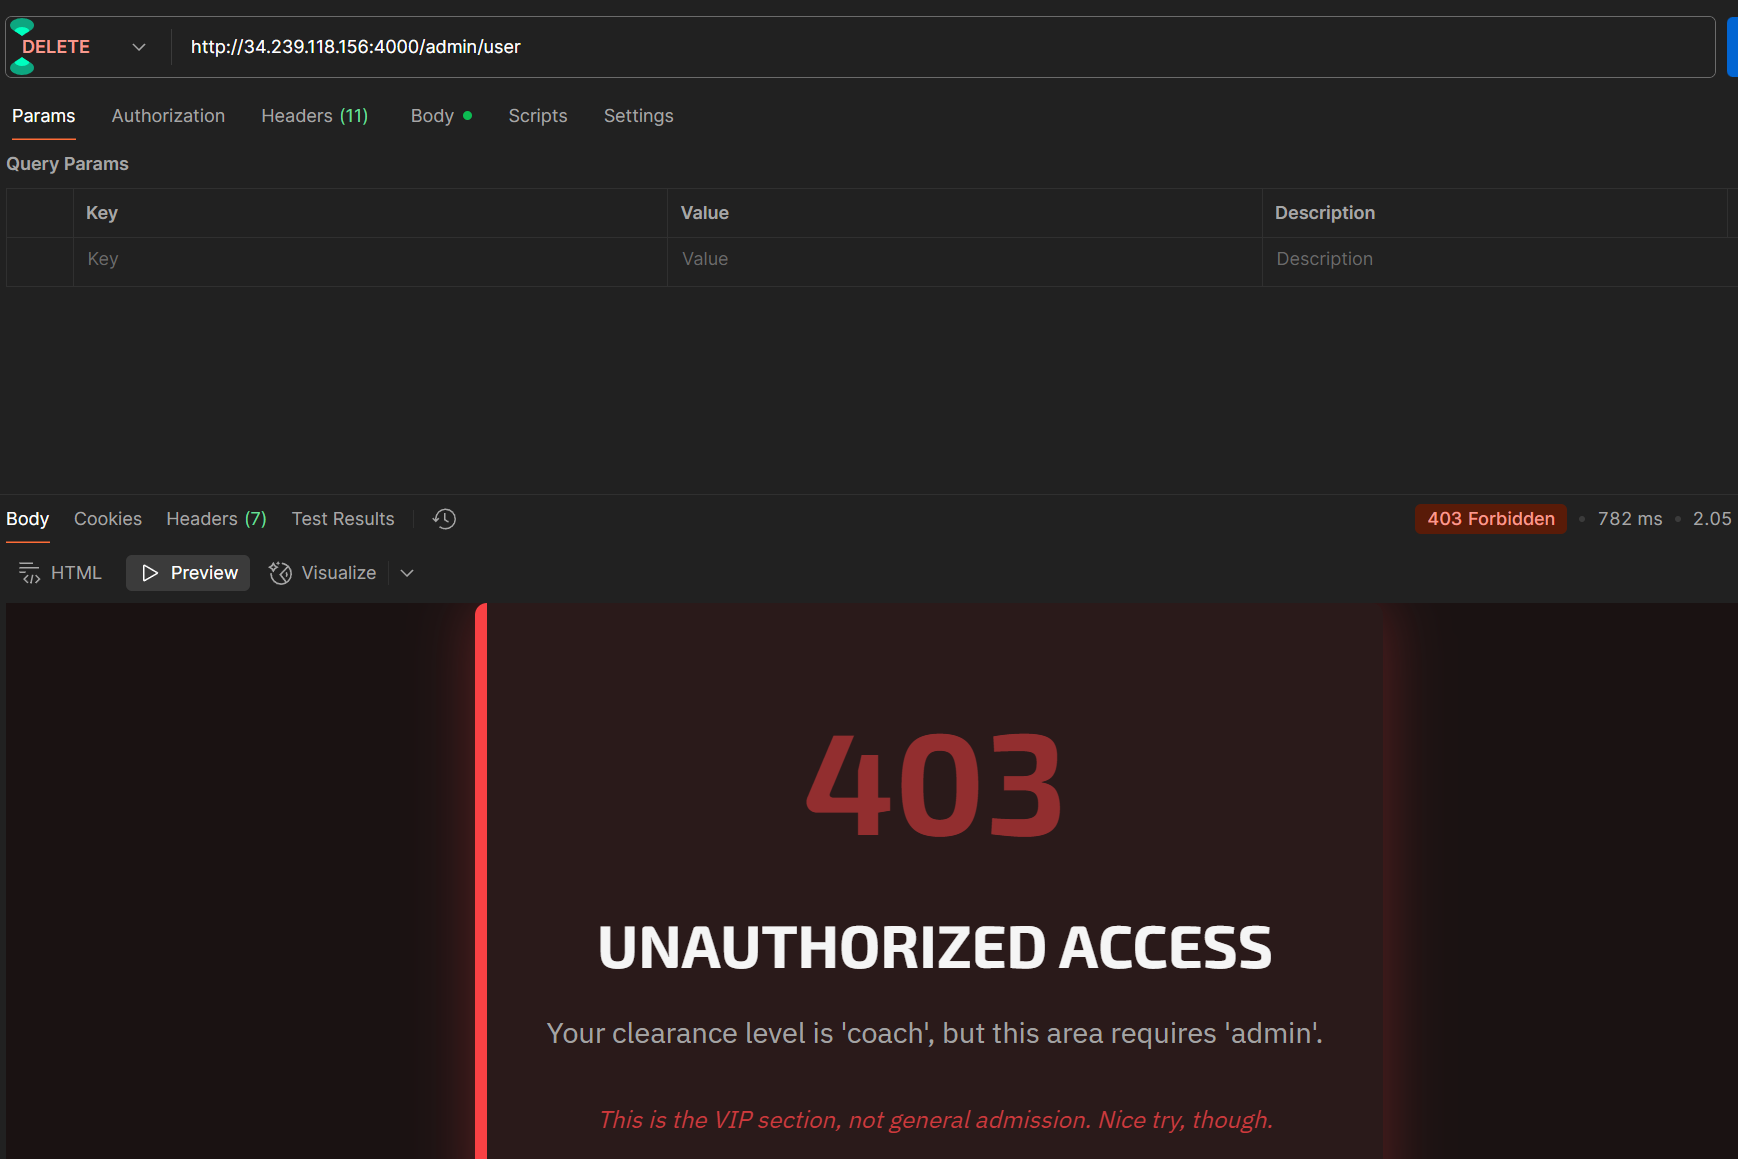 DELETE http://34.239.118.156:4000/admin/user
Params Authorization Headers (11) Body Scripts Settings
Query Params
Key Value Description
Key Value Description
Body Cookies Headers (7) Test Results 403 Forbidden • 782 ms • 2.05
HTML Preview Visualize
403
UNAUTHORIZED ACCESS
Your clearance level is 'coach', but this area requires 'admin'.
This is the VIP section, not general admission. Nice try, though.